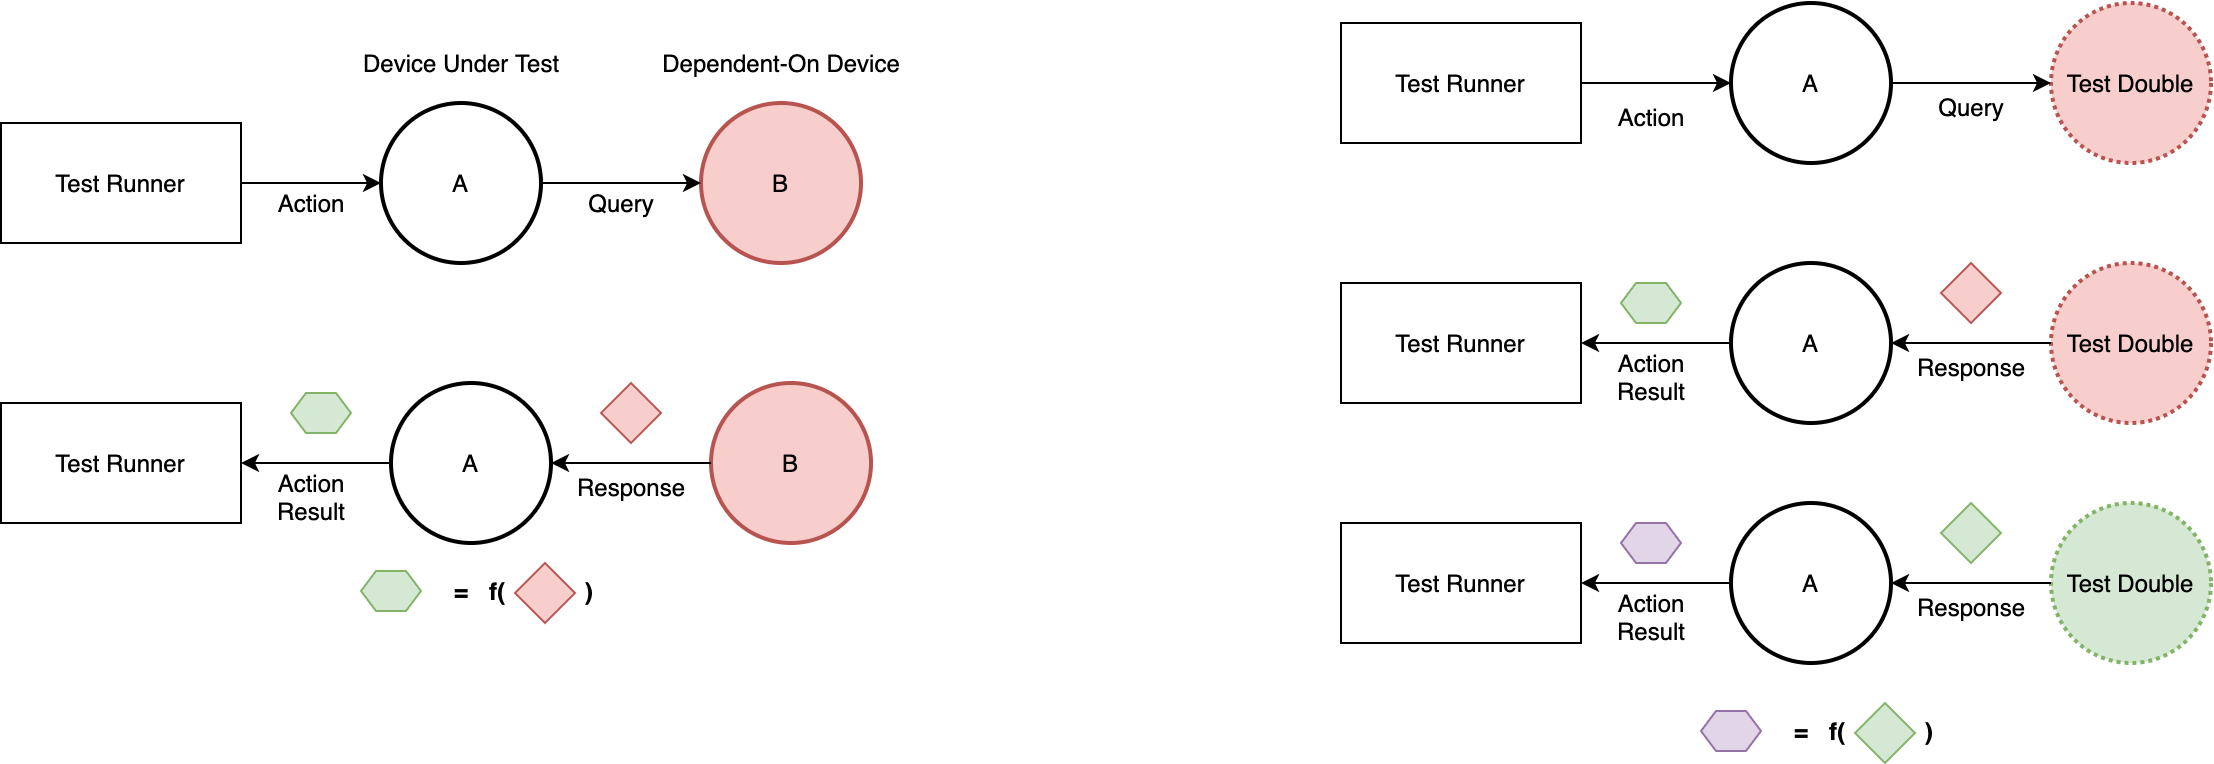 Device Under Test
Dependent-On Device
Test Runner
Action
A
Query
B
Test Runner
Action
Result
A
Response
B
= f( )
Test Runner
Action
A
Query
Test Double
Test Runner
Action
Result
A
Response
Test Double
Test Runner
Action
Result
A
Response
Test Double
= f( )